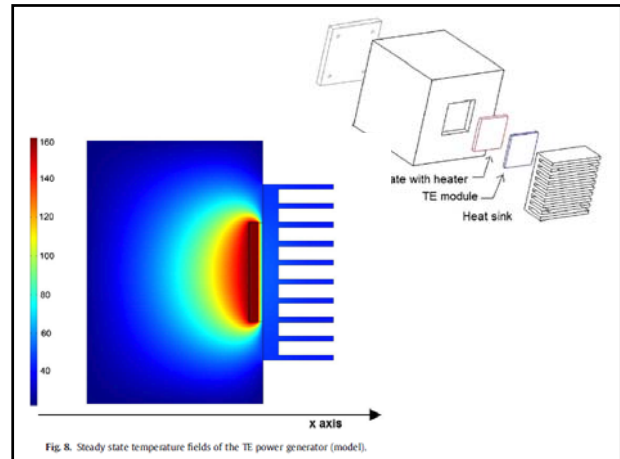 160
140
120
100
80
60
40
ate with heater
TE module
Heat sink
x axis
Fig. 8. Steady state temperature fields of the TE power generator (model).